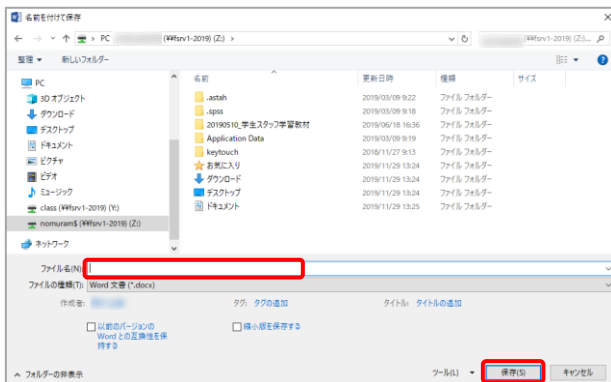 名前を付けて保存
PC (¥¥fsrv1-2019) (Z:)
(¥¥fsrv1-2019) (Z:)...
整理 新しいフォルダー
名前 更新日時 種類 サイズ
PC
3D オブジェクト
ダウンロード
デスクトップ
ドキュメント
ピクチャ
ビデオ
ミュージック
class (¥¥fsrv1-2019) (Y:)
nomuram$ (¥¥fsrv1-2019) (Z:)
ネットワーク
.astah 2019/03/09 9:22 ファイル フォルダー
.spss 2019/03/09 9:18 ファイル フォルダー
20190510_学生スタッフ学習教材 2019/06/18 16:36 ファイル フォルダー
Application Data 2019/03/09 9:19 ファイル フォルダー
keytouch 2018/11/27 9:13 ファイル フォルダー
お気に入り 2019/11/29 13:24 ファイル フォルダー
ダウンロード 2019/11/29 13:24 ファイル フォルダー
デスクトップ 2019/11/29 13:24 ファイル フォルダー
ドキュメント 2019/11/29 13:25 ファイル フォルダー
ファイル名(N):
ファイルの種類(T): Word 文書 (*.docx)
作成者: タグ: タグの追加 タイトル: タイトルの追加
以前のバージョンの
Word との互換性を保
持する
縮小版を保存する
フォルダーの非表示 ツール(L) 保存(S) キャンセル